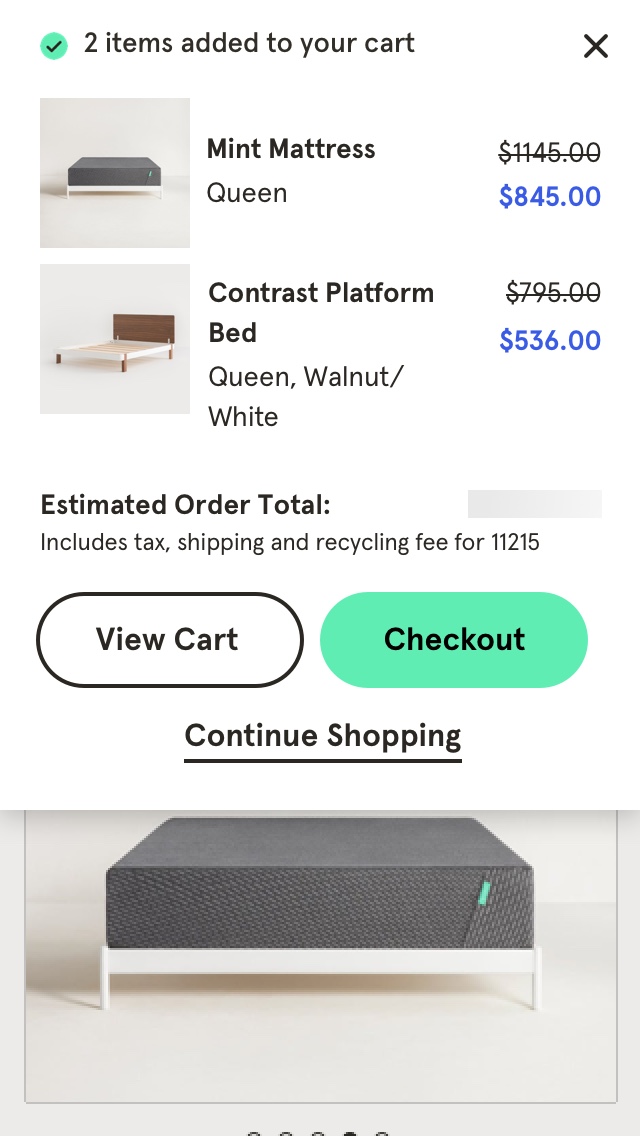 2 items added to your cart
Mint Mattress
$1145.00
Queen
$845.00
Contrast Platform
Bed
$795.00
$536.00
Queen, Walnut/
White
Estimated Order Total:
Includes tax, shipping and recycling fee for 11215
View Cart
Checkout
Continue Shopping